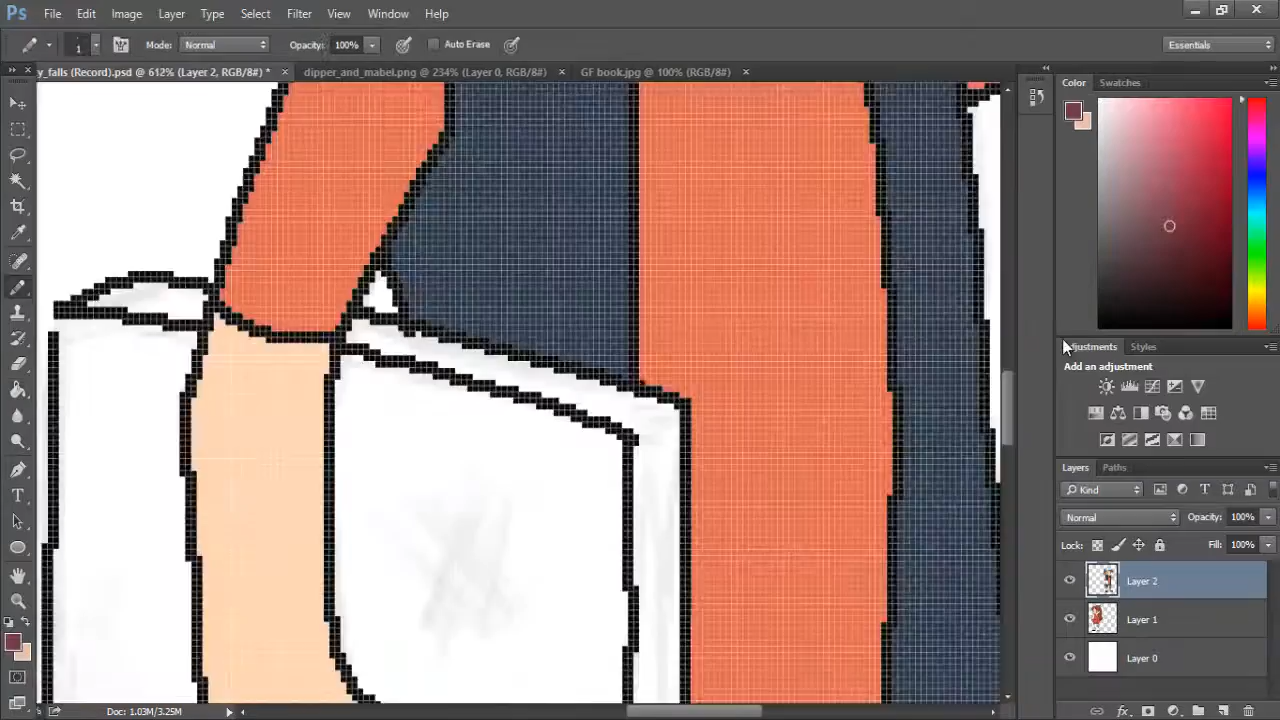 Ps File Edit Image Layer Type Select Filter View Window Help
1 Mode: Normal Opacity: 100% Auto Erase Essentials
y_falls (Record).psd @ 612% (Layer 2, RGB/8#) * dipper_and_mabel.png @ 234% (Layer 0, RGB/8#) GF book.jpg @ 100% (RGB/8#)
Color Swatches
Adjustments Styles
Add an adjustment
Layers Paths
Kind
Normal Opacity: 100%
Lock: Fill: 100%
Layer 2
Layer 1
Layer 0
Doc: 1.03M/3.25M